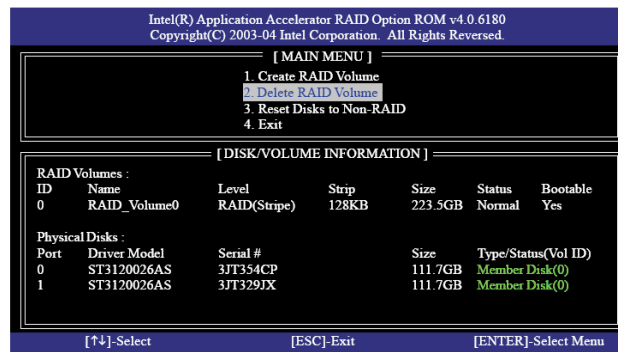 Intel(R) Application Accelerator RAID Option ROM v4.0.6180
Copyright(C) 2003-04 Intel Corporation. All Rights Reversed.
[ MAIN MENU ]
1. Create RAID Volume
2. Delete RAID Volume
3. Reset Disks to Non-RAID
4. Exit
[ DISK/VOLUME INFORMATION ]
RAID Volumes :
ID Name Level Strip Size Status Bootable
0 RAID_Volume0 RAID(Stripe) 128KB 223.5GB Normal Yes
Physical Disks :
Port Driver Model Serial # Size Type/Status(Vol ID)
0 ST3120026AS 3JT354CP 111.7GB Member Disk(0)
1 ST3120026AS 3JT329JX 111.7GB Member Disk(0)
[↑↓]-Select [ESC]-Exit [ENTER]-Select Menu